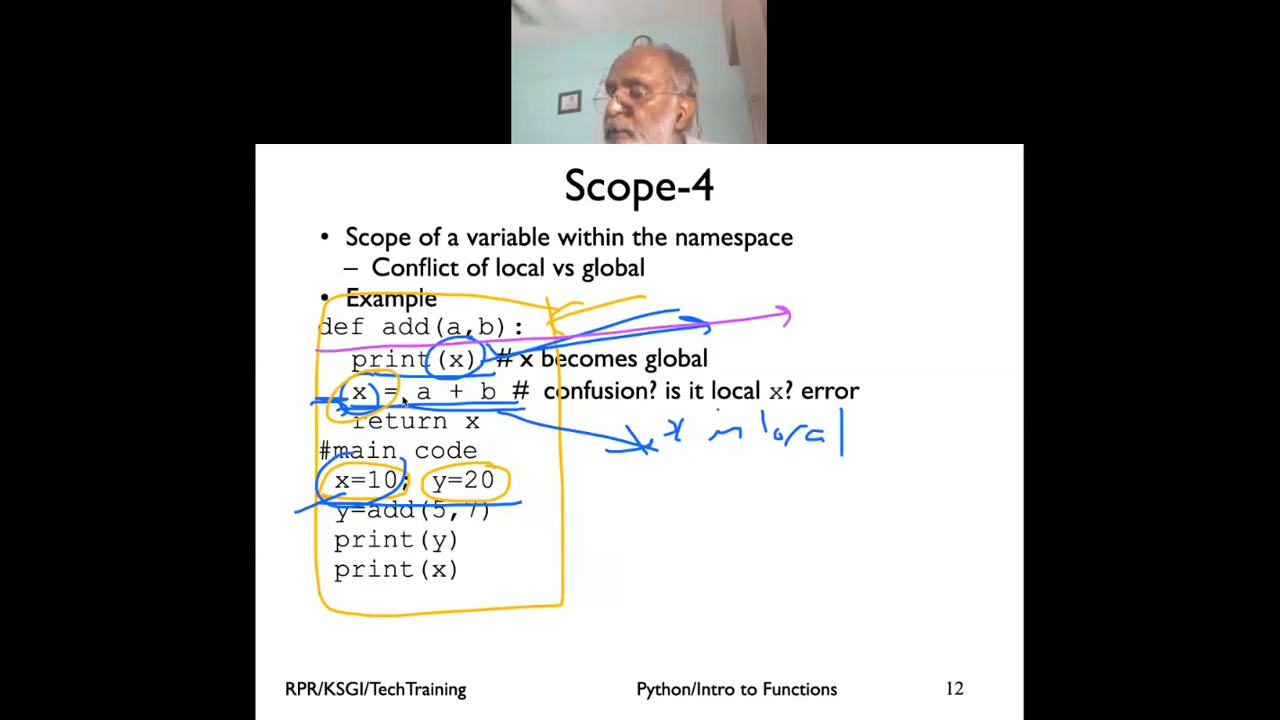 Scope-4
• Scope of a variable within the namespace
– Conflict of local vs global
• Example
def add(a,b):
print(x) # x becomes global
x = a + b # confusion? is it local x? error
x in local
return x
#main code
x=10; y=20
y=add(5,7)
print(y)
print(x)
RPR/KSGI/TechTraining Python/Intro to Functions 12